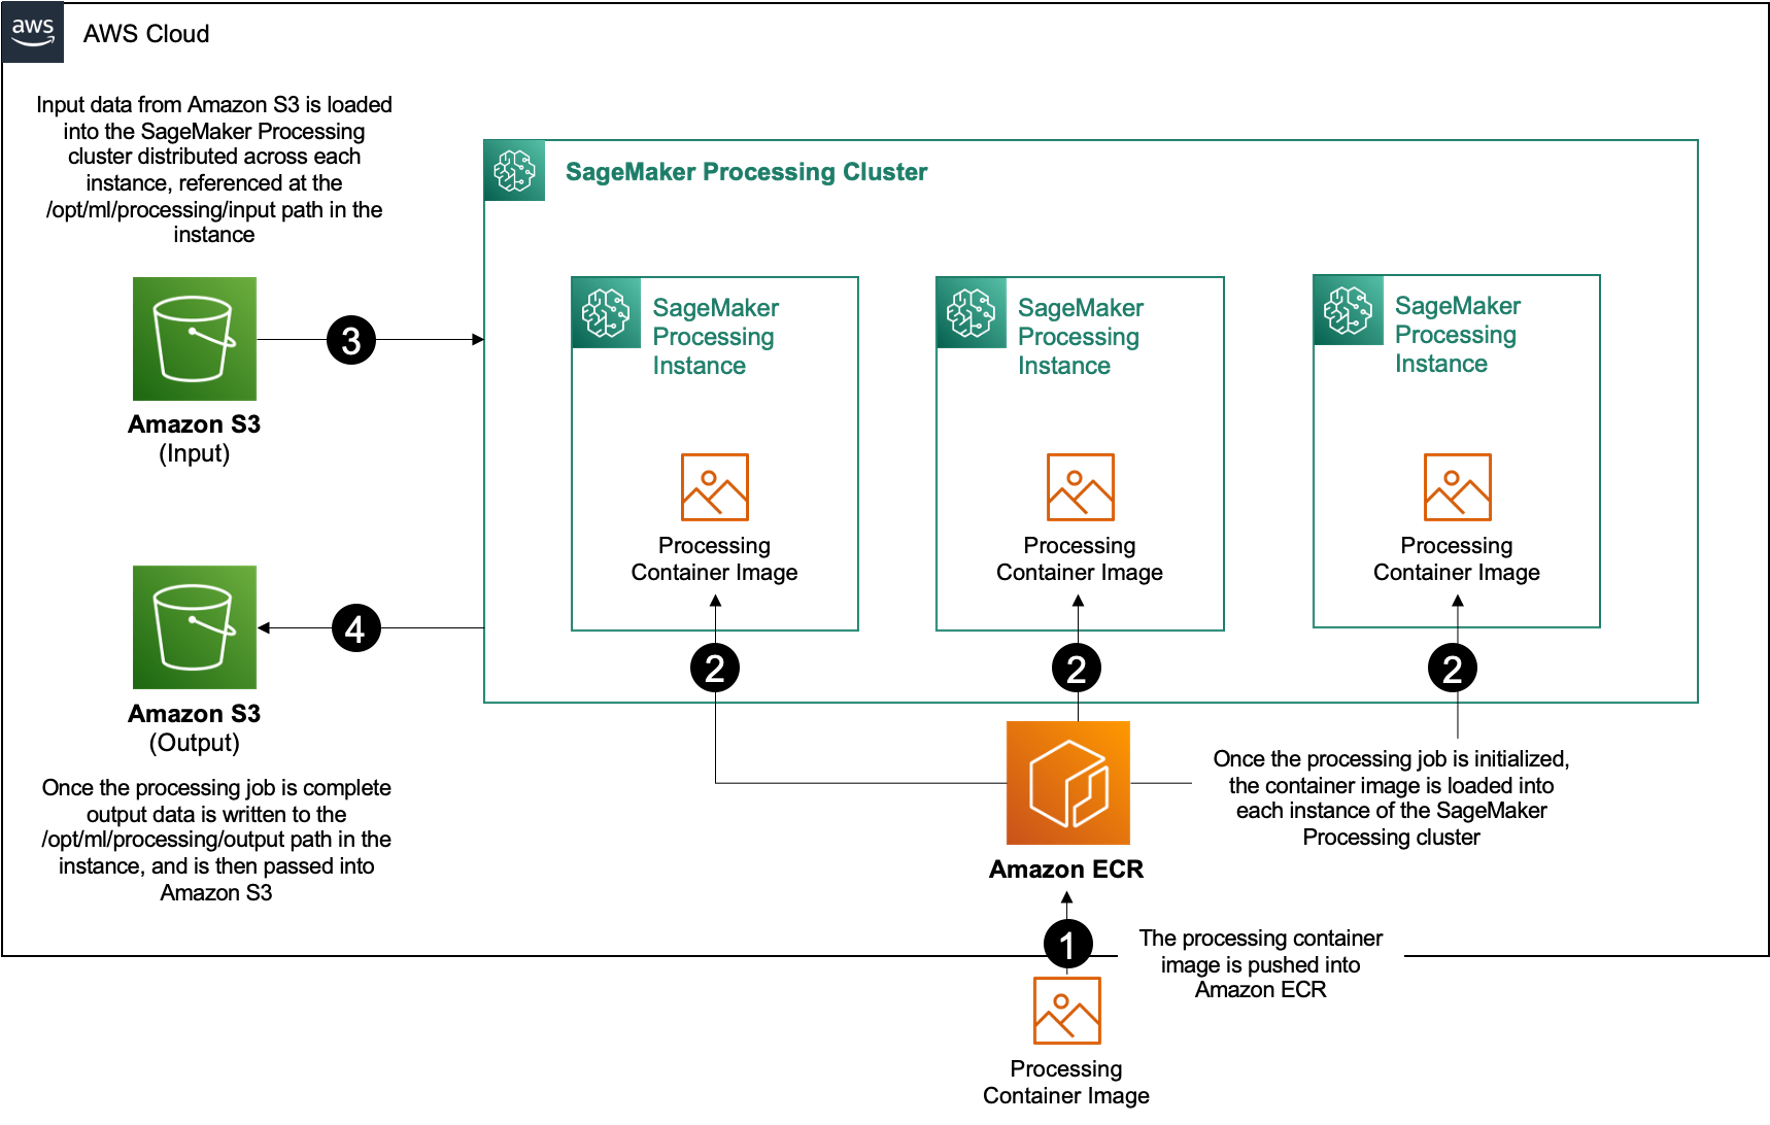 aws
AWS Cloud
Input data from Amazon S3 is loaded
into the SageMaker Processing
cluster distributed across each
instance, referenced at the
/opt/ml/processing/input path in the
instance
SageMaker Processing Cluster
SageMaker
Processing
Instance
SageMaker
Processing
Instance
SageMaker
Processing
Instance
3
Amazon S3
(Input)
Processing
Container Image
Processing
Container Image
Processing
Container Image
4
2
2
2
Amazon S3
(Output)
Once the processing job is complete
output data is written to the
/opt/ml/processing/output path in the
instance, and is then passed into
Amazon S3
Once the processing job is initialized,
the container image is loaded into
each instance of the SageMaker
Processing cluster
Amazon ECR
1
The processing container
image is pushed into
Amazon ECR
Processing
Container Image